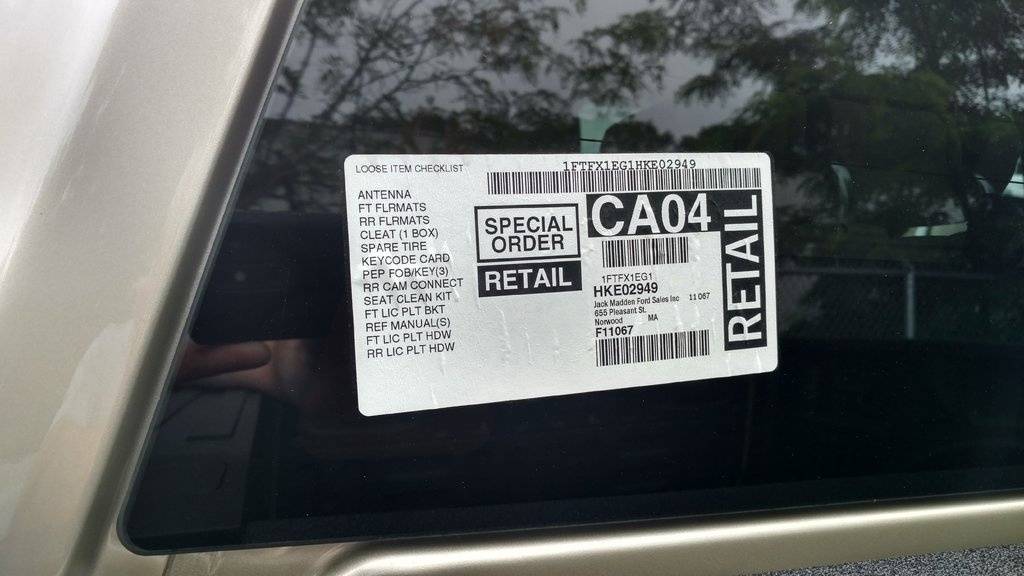 LOOSE ITEM CHECKLIST
1FTFX1EG1HKE02949
ANTENNA
FT FLRMATS
RR FLRMATS
CLEAT (1 BOX)
SPARE TIRE
KEYCODE CARD
PEP FOB/KEY(3)
RR CAM CONNECT
SEAT CLEAN KIT
FT LIC PLT BKT
REF MANUAL(S)
FT LIC PLT HDW
RR LIC PLT HDW
SPECIAL
ORDER
RETAIL
CA04
1FTFX1EG1
HKE02949
Jack Madden Ford Sales Inc 11 067
655 Pleasant St.
Norwood MA
F11067
RETAIL